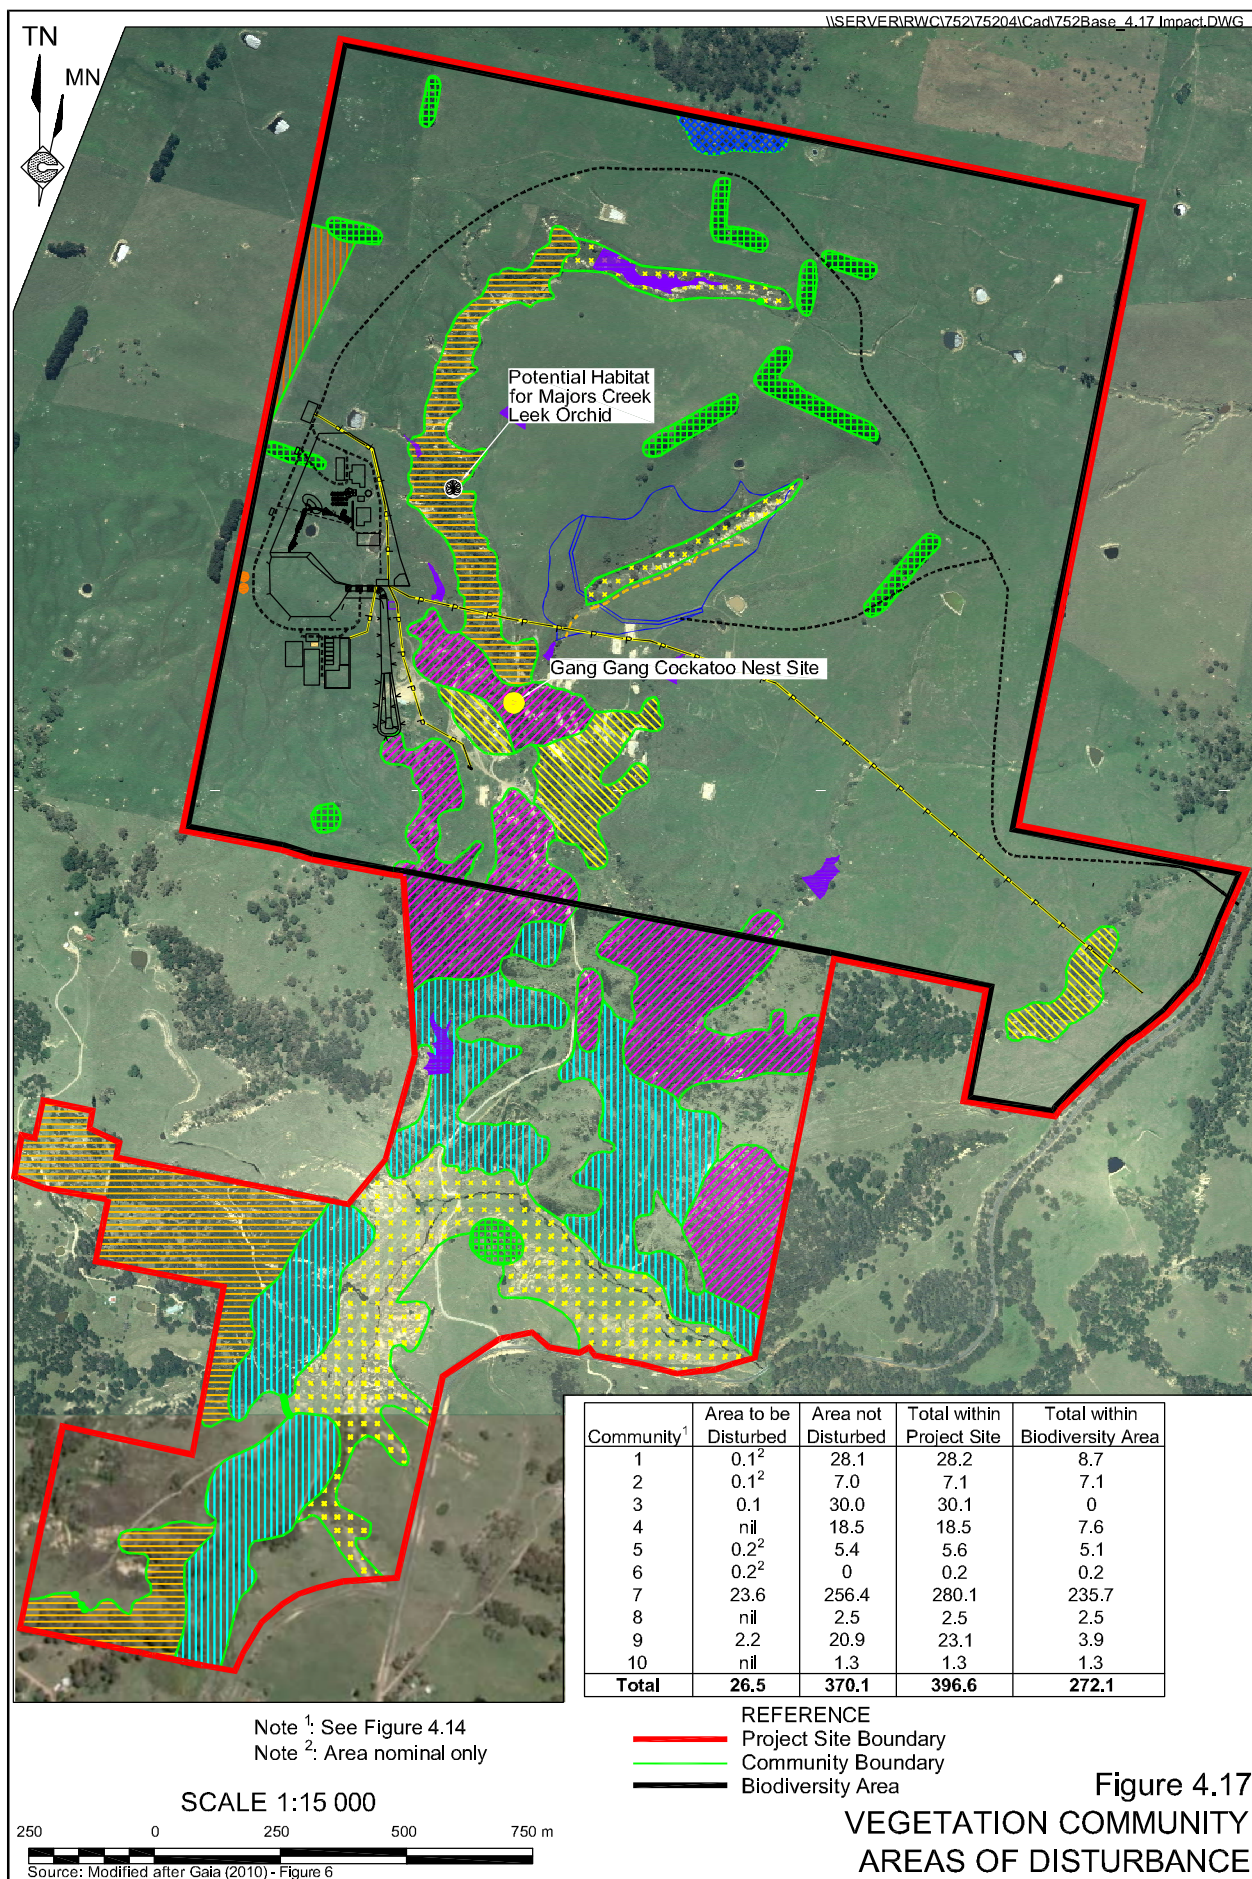 \\SERVER\RWC\752\75204\Cad\752Base_4.17 Impact.DWG
TN
MN
Potential Habitat
for Majors Creek
Leek Orchid
Gang Gang Cockatoo Nest Site
Community1 Area to be Disturbed Area not Disturbed Total within Project Site Total within Biodiversity Area
1 0.1² 28.1 28.2 8.7
2 0.1² 7.0 7.1 7.1
3 0.1 30.0 30.1 0
4 nil 18.5 18.5 7.6
5 0.2² 5.4 5.6 5.1
6 0.2² 0 0.2 0.2
7 23.6 256.4 280.1 235.7
8 nil 2.5 2.5 2.5
9 2.2 20.9 23.1 3.9
10 nil 1.3 1.3 1.3
Total 26.5 370.1 396.6 272.1
Note ¹: See Figure 4.14
Note ²: Area nominal only
REFERENCE
Project Site Boundary
Community Boundary
Biodiversity Area
SCALE 1:15 000
250 0 250 500 750 m
Source: Modified after Gaia (2010) - Figure 6
Figure 4.17
VEGETATION COMMUNITY
AREAS OF DISTURBANCE